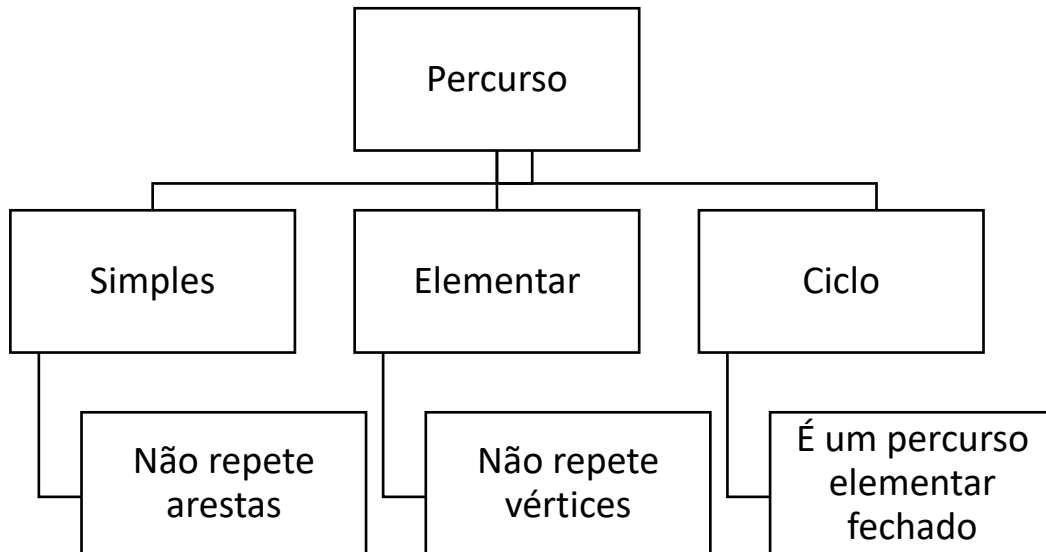 Percurso
Simples
Elementar
Ciclo
Não repete
arestas
Não repete
vértices
É um percurso
elementar
fechado